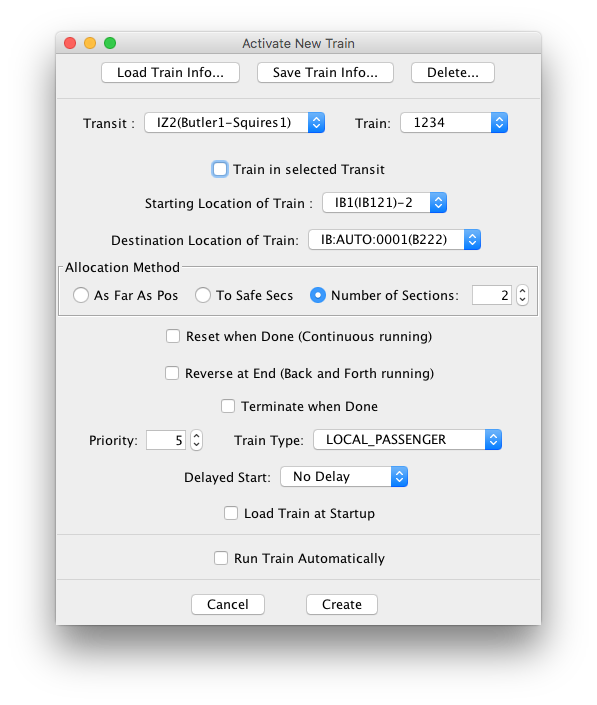 Activate New Train
Load Train Info... Save Train Info... Delete...
Transit : IZ2(Butler1-Squires1) Train: 1234
Train in selected Transit
Starting Location of Train : IB1(IB121)-2
Destination Location of Train: IB:AUTO:0001(B222)
Allocation Method
As Far As Pos To Safe Secs Number of Sections: 2
Reset when Done (Continuous running)
Reverse at End (Back and Forth running)
Terminate when Done
Priority: 5 Train Type: LOCAL_PASSENGER
Delayed Start: No Delay
Load Train at Startup
Run Train Automatically
Cancel Create